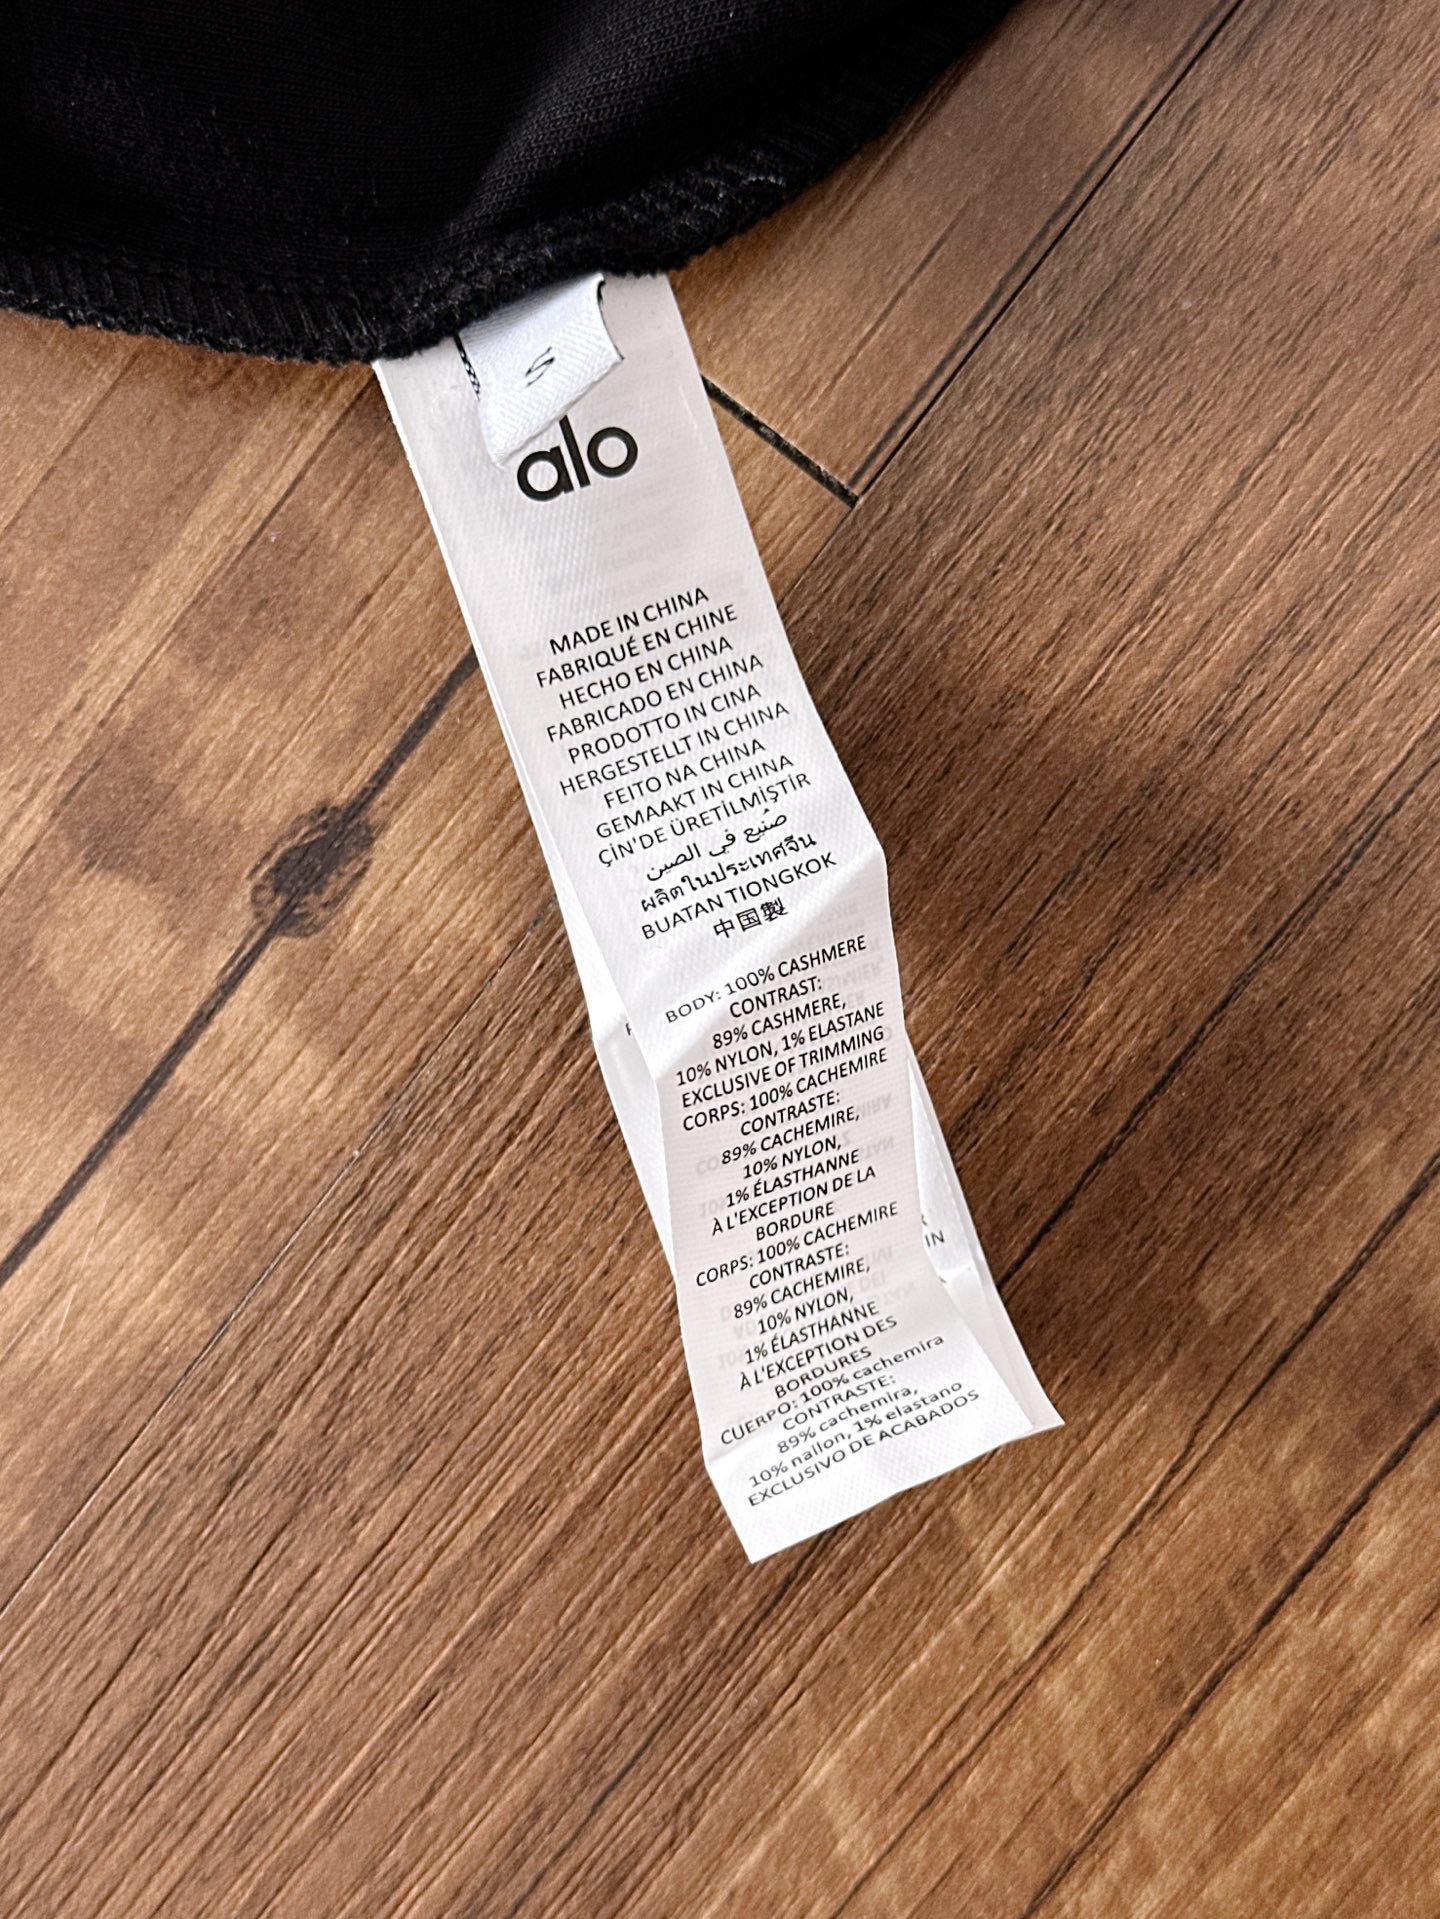 S
alo
MADE IN CHINA
FABRIQUÉ EN CHINE
HECHO EN CHINA
FABRICADO EN CHINA
PRODOTTO IN CINA
HERGESTELLT IN CHINA
FEITO NA CHINA
GEMAAKT IN CHINA
ÇİN'DE ÜRETİLMİŞTİR
صُنِع في الصين
ผลิตในประเทศจีน
BUATAN TIONGKOK
中国製
BODY: 100% CASHMERE
CONTRAST:
89% CASHMERE,
10% NYLON, 1% ELASTANE
EXCLUSIVE OF TRIMMING
CORPS: 100% CACHEMIRE
CONTRASTE:
89% CACHEMIRE,
10% NYLON,
1% ÉLASTHANNE
À L'EXCEPTION DE LA
BORDURE
CORPS: 100% CACHEMIRE
CONTRASTE:
89% CACHEMIRE,
10% NYLON,
1% ÉLASTHANNE
À L'EXCEPTION DES
BORDURES
CUERPO: 100% cachemira
CONTRASTE:
89% cachemira,
10% nailon, 1% elastano
EXCLUSIVO DE ACABADOS